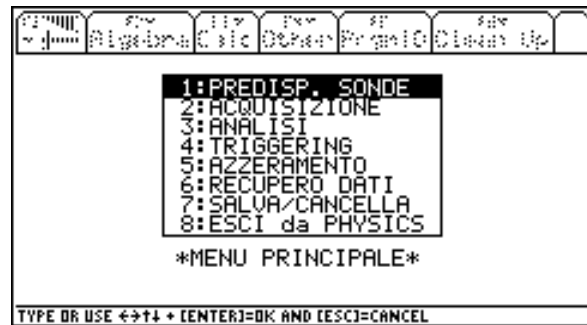 Algebra Calc Other PrgmIO Clean Up
1:PREDISP. SONDE
2:ACQUISIZIONE
3:ANALISI
4:TRIGGERING
5:AZZERAMENTO
6:RECUPERO DATI
7:SALVA/CANCELLA
8:ESCI da PHYSICS
*MENU PRINCIPALE*
TYPE OR USE ←→↑↓ + [ENTER]=OK AND [ESC]=CANCEL